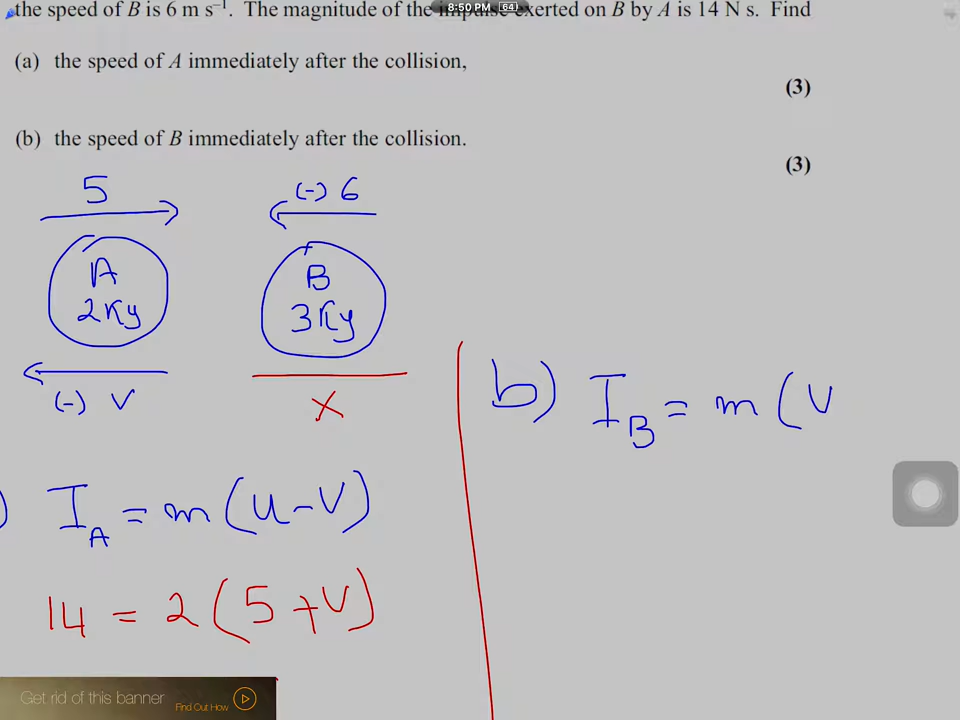 the speed of B is 6 m s⁻¹. The magnitude of the impulse exerted on B by A is 14 N s. Find
8:50 PM 64
(a) the speed of A immediately after the collision,
(3)
(b) the speed of B immediately after the collision.
(3)
5
(-) 6
A
2Kg
B
3Kg
(-) v
x
b) I_B = m (v
) I_A = m(u-v)
14 = 2(5+v)
Get rid of this banner
Find Out How